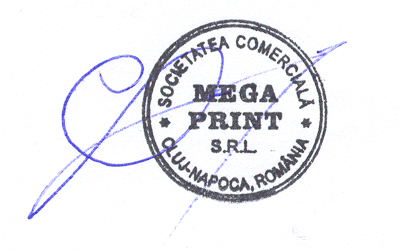 SOCIETATEA COMERCIALĂ
MEGA
PRINT
S.R.L.
CLUJ-NAPOCA, ROMÂNIA